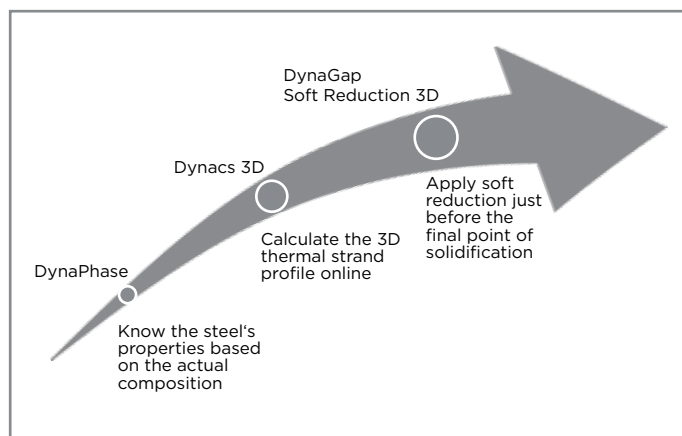 DynaGap
Soft Reduction 3D
Dynacs 3D
Apply soft
reduction just
before the
final point of
solidification
Calculate the 3D
thermal strand
profile online
DynaPhase
Know the steel‘s
properties based
on the actual
composition